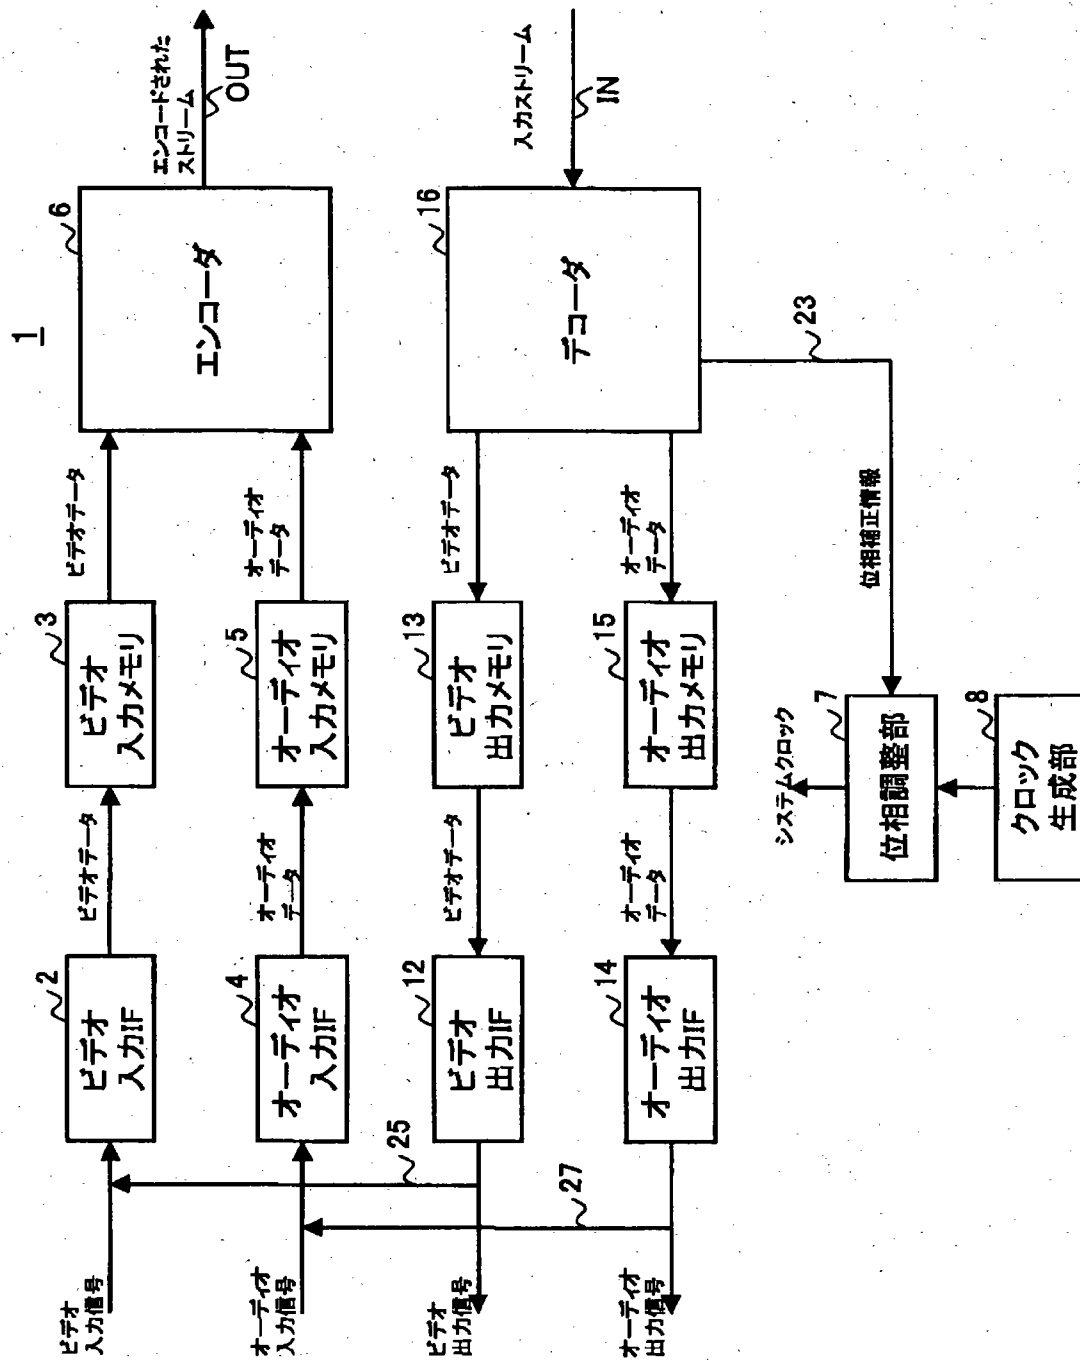 1
ビデオ
入力信号
2
ビデオ
入力IF
ビデオデータ
3
ビデオ
入力メモリ
ビデオデータ
6
エンコーダ
エンコードされた
ストリーム
OUT
オーディオ
入力信号
4
オーディオ
入力IF
オーディオ
データ
5
オーディオ
入力メモリ
オーディオ
データ
25
27
ビデオ
出力信号
12
ビデオ
出力IF
ビデオデータ
13
ビデオ
出力メモリ
ビデオデータ
16
デコーダ
入力ストリーム
IN
オーディオ
出力信号
14
オーディオ
出力IF
オーディオ
データ
15
オーディオ
出力メモリ
オーディオ
データ
23
位相補正情報
システムクロック
7
位相調整部
8
クロック
生成部